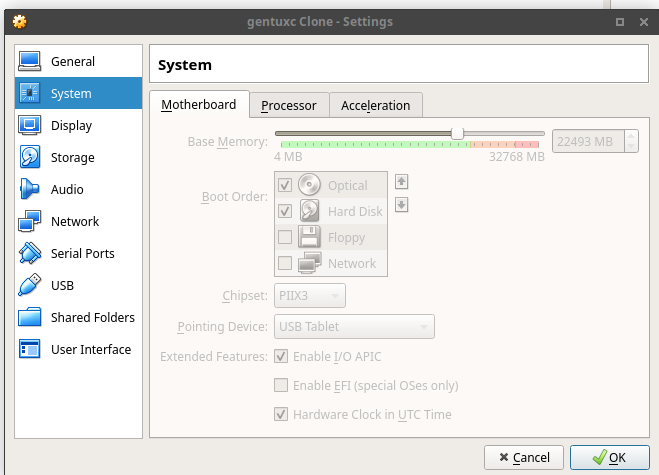 gentuxc Clone - Settings
General
System
Display
Storage
Audio
Network
Serial Ports
USB
Shared Folders
User Interface
System
Motherboard Processor Acceleration
Base Memory: 22493 MB
4 MB 32768 MB
Boot Order:
Optical
Hard Disk
Floppy
Network
Chipset: PIIX3
Pointing Device: USB Tablet
Extended Features: Enable I/O APIC
Enable EFI (special OSes only)
Hardware Clock in UTC Time
Cancel OK